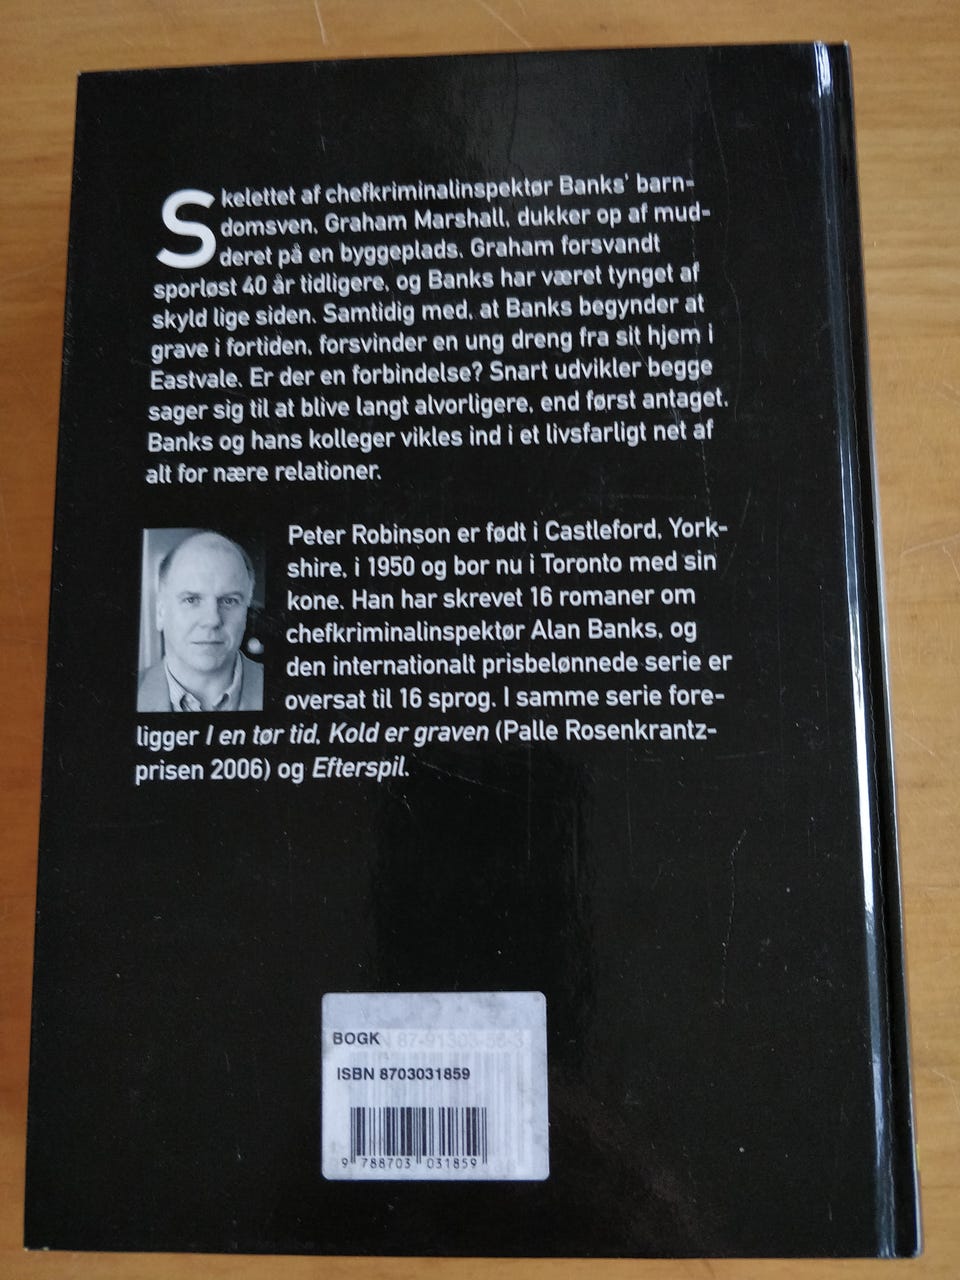 Skelettet af chefkriminalinspektør Banks' barn-
domsven, Graham Marshall, dukker op af mud-
deret på en byggeplads. Graham forsvandt
sporløst 40 år tidligere, og Banks har været tynget af
skyld lige siden. Samtidig med, at Banks begynder at
grave i fortiden, forsvinder en ung dreng fra sit hjem i
Eastvale. Er der en forbindelse? Snart udvikler begge
sager sig til at blive langt alvorligere, end først antaget.
Banks og hans kolleger vikles ind i et livsfarligt net af
alt for nære relationer.
Peter Robinson er født i Castleford, York-
shire, i 1950 og bor nu i Toronto med sin
kone. Han har skrevet 16 romaner om
chefkriminalinspektør Alan Banks, og
den internationalt prisbelønnede serie er
oversat til 16 sprog. I samme serie fore-
ligger I en tør tid, Kold er graven (Palle Rosenkrantz-
prisen 2006) og Efterspil.
BOGK
ISBN 8703031859
9 788703 031859